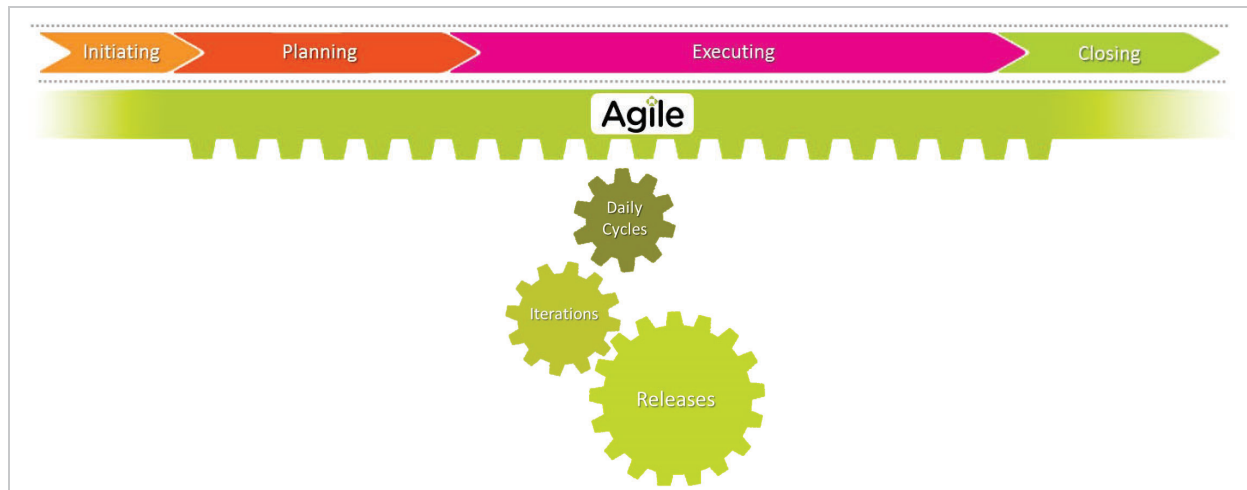 Initiating
Planning
Executing
Closing
Agile
Daily
Cycles
Iterations
Releases